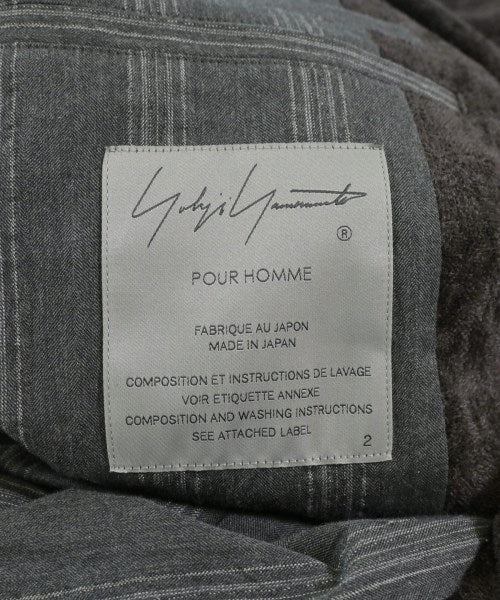 Yohji Yamamoto
®
POUR HOMME
FABRIQUE AU JAPON
MADE IN JAPAN
COMPOSITION ET INSTRUCTIONS DE LAVAGE
VOIR ETIQUETTE ANNEXE
COMPOSITION AND WASHING INSTRUCTIONS
SEE ATTACHED LABEL
2